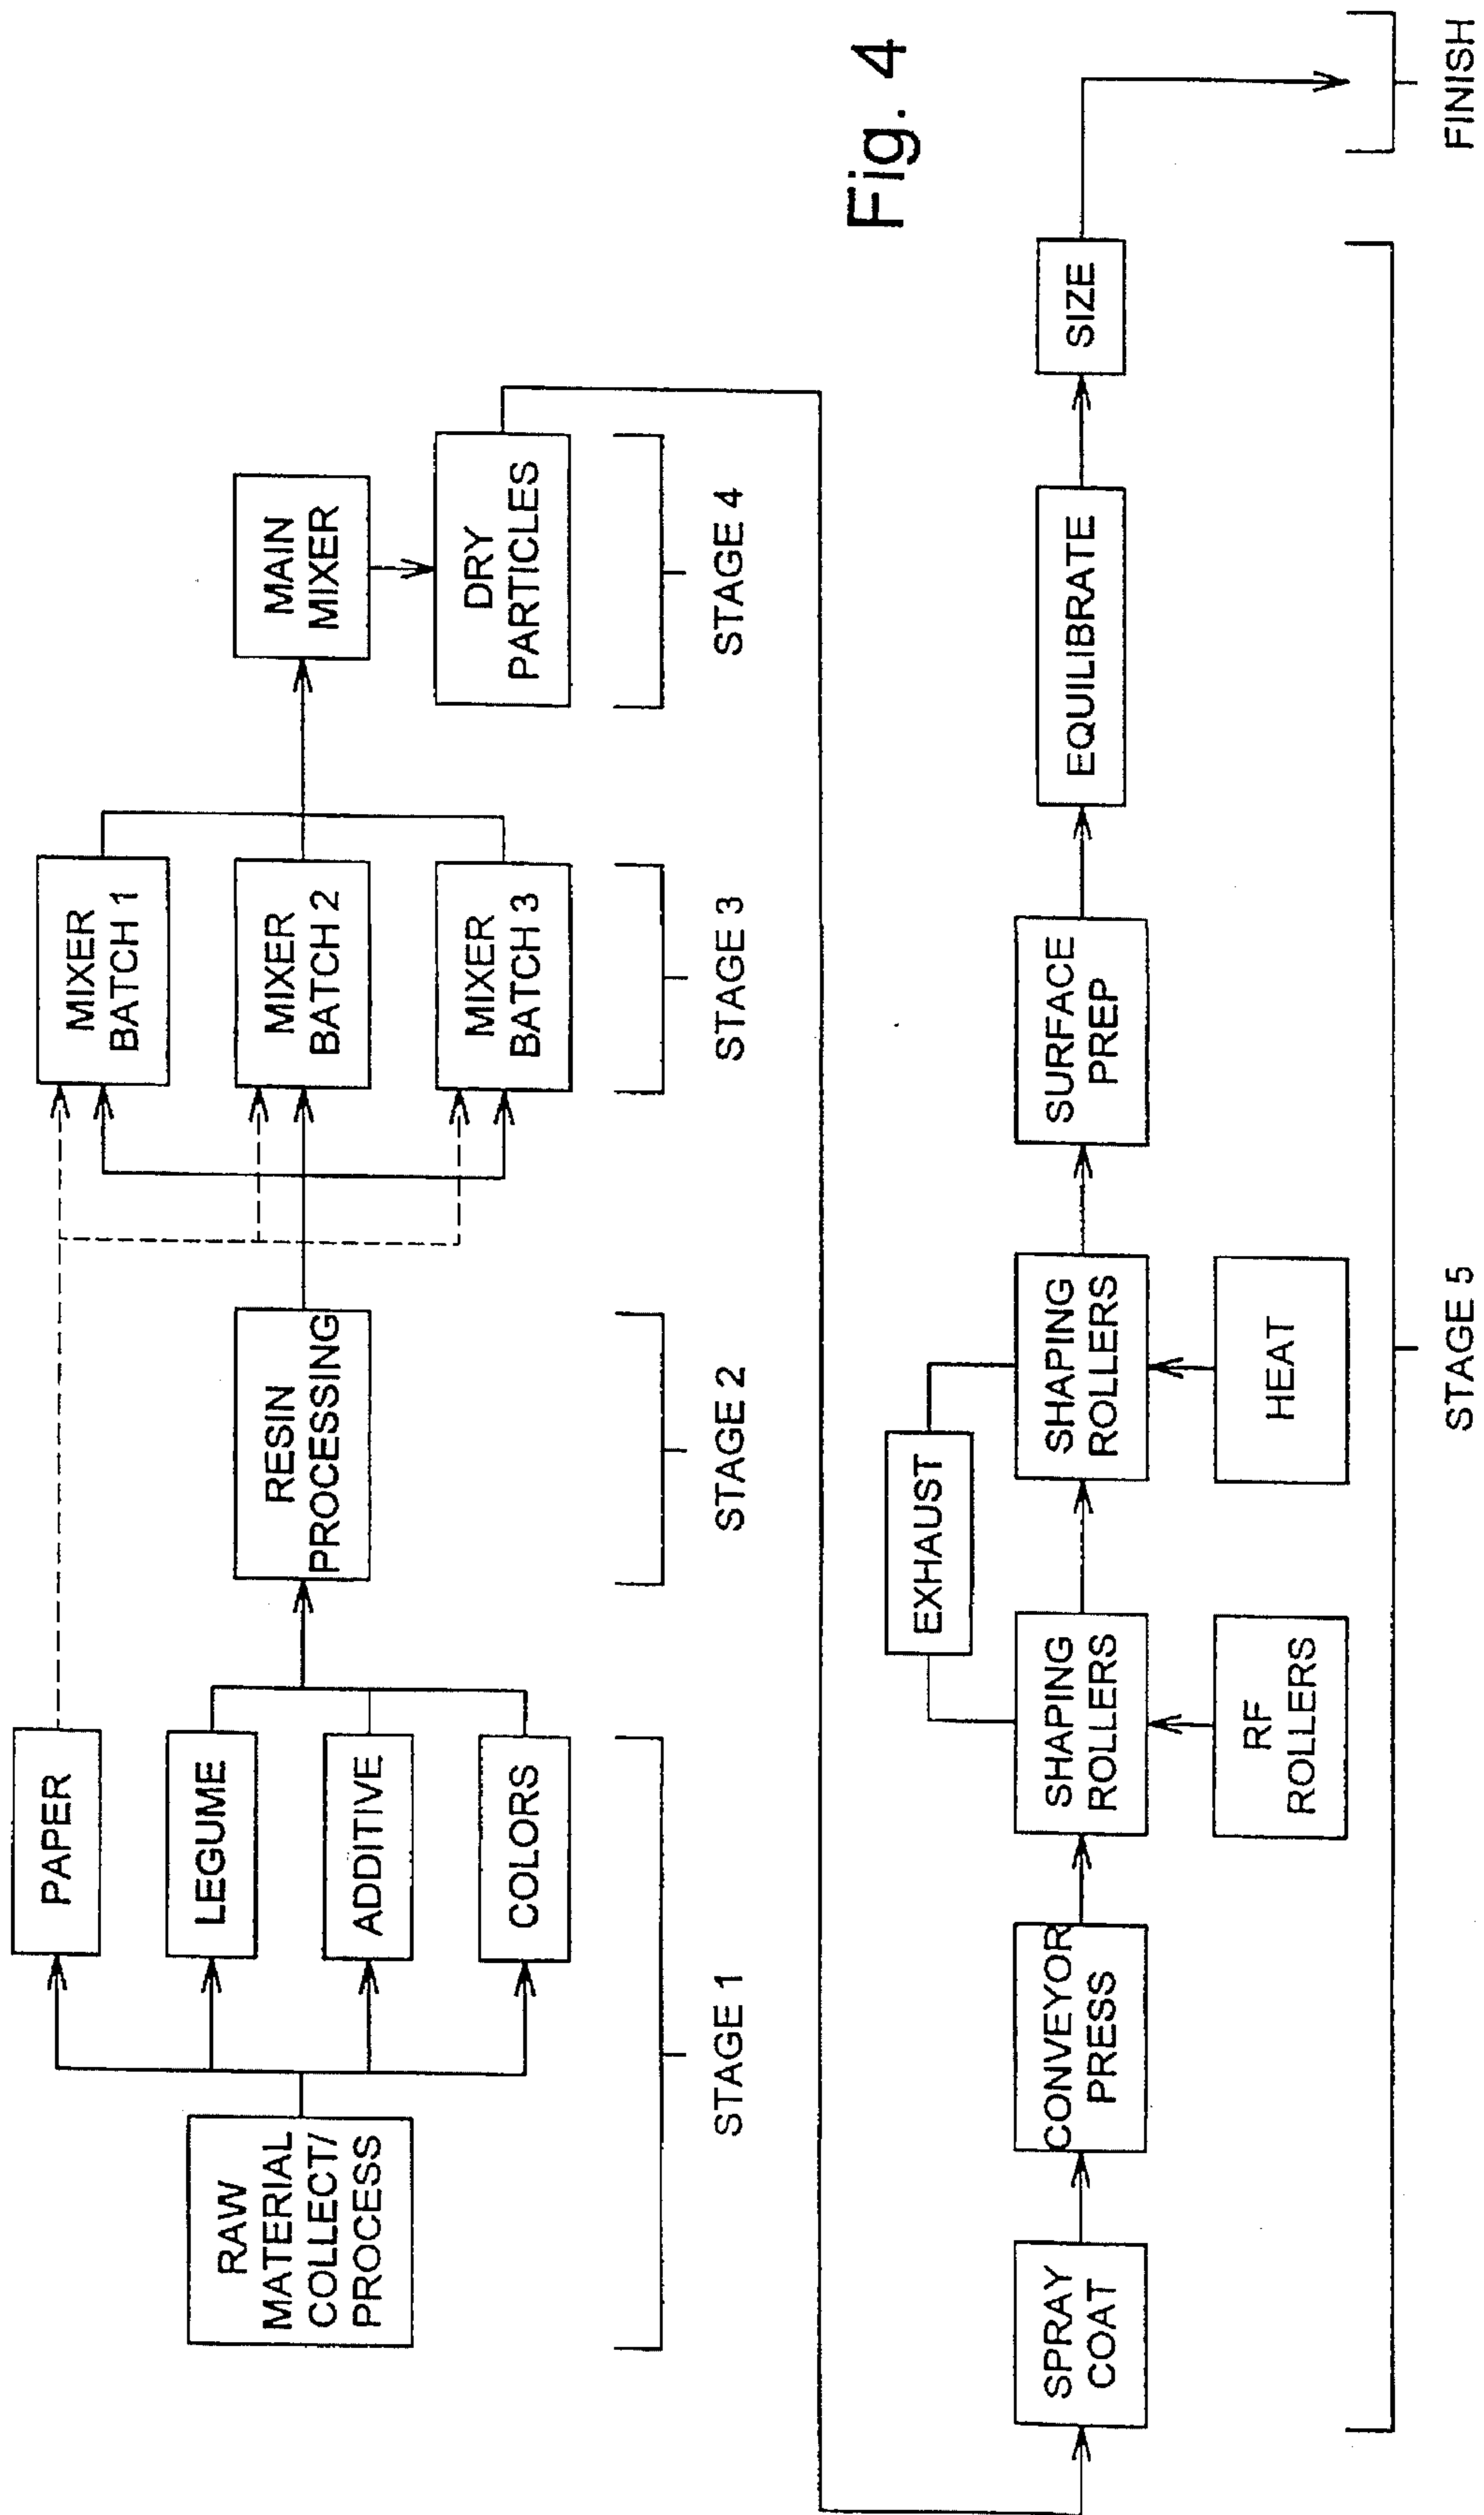 RAW
MATERIAL
COLLECT/
PROCESS
PAPER
LEGUME
ADDITIVE
COLORS
STAGE 1
RESIN
PROCESSING
STAGE 2
MIXER
BATCH 1
MIXER
BATCH 2
MIXER
BATCH 3
STAGE 3
MAIN
MIXER
DRY
PARTICLES
STAGE 4
Fig. 4
SPRAY
COAT
CONVEYOR
PRESS
SHAPING
ROLLERS
RF
ROLLERS
EXHAUST
SHAPING
ROLLERS
HEAT
SURFACE
PREP
EQUILIBRATE
SIZE
STAGE 5
FINISH